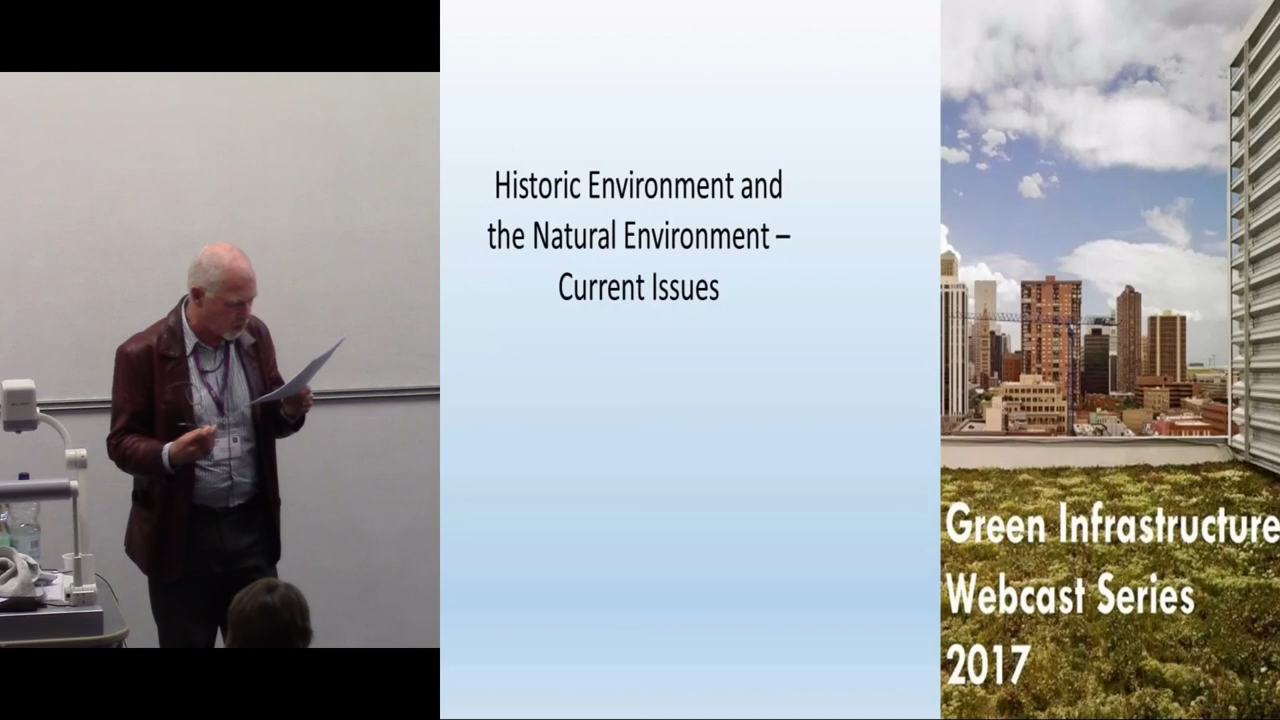 Historic Environment and
the Natural Environment –
Current Issues
Green Infrastructure
Webcast Series
2017